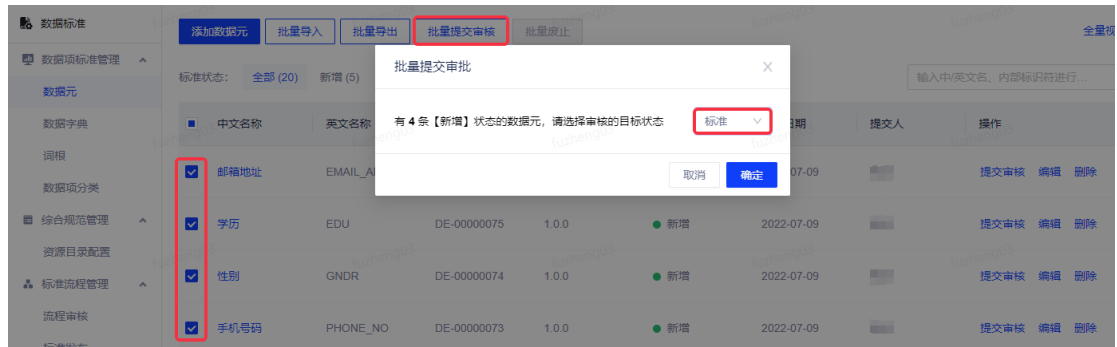 数据标准
添加数据元 批量导入 批量导出 批量提交审核 批量废止
全量视
数据项标准管理
标准状态: 全部 (20) 新增 (5)
批量提交审批
输入中/英文名、内部标识符进行...
数据元
数据字典
中文名称 英文名称
有 4 条【新增】状态的数据元，请选择审核的目标状态 标准
日期 提交人 操作
词根
邮箱地址 EMAIL_A
取消 确定
07-09 提交审核 编辑 删除
数据项分类
综合规范管理
学历 EDU DE-00000075 1.0.0 新增 2022-07-09 提交审核 编辑 删除
资源目录配置
标准流程管理
性别 GNDR DE-00000074 1.0.0 新增 2022-07-09 提交审核 编辑 删除
流程审核
手机号码 PHONE_NO DE-00000073 1.0.0 新增 2022-07-09 提交审核 编辑 删除
标准发布
fuzheng03